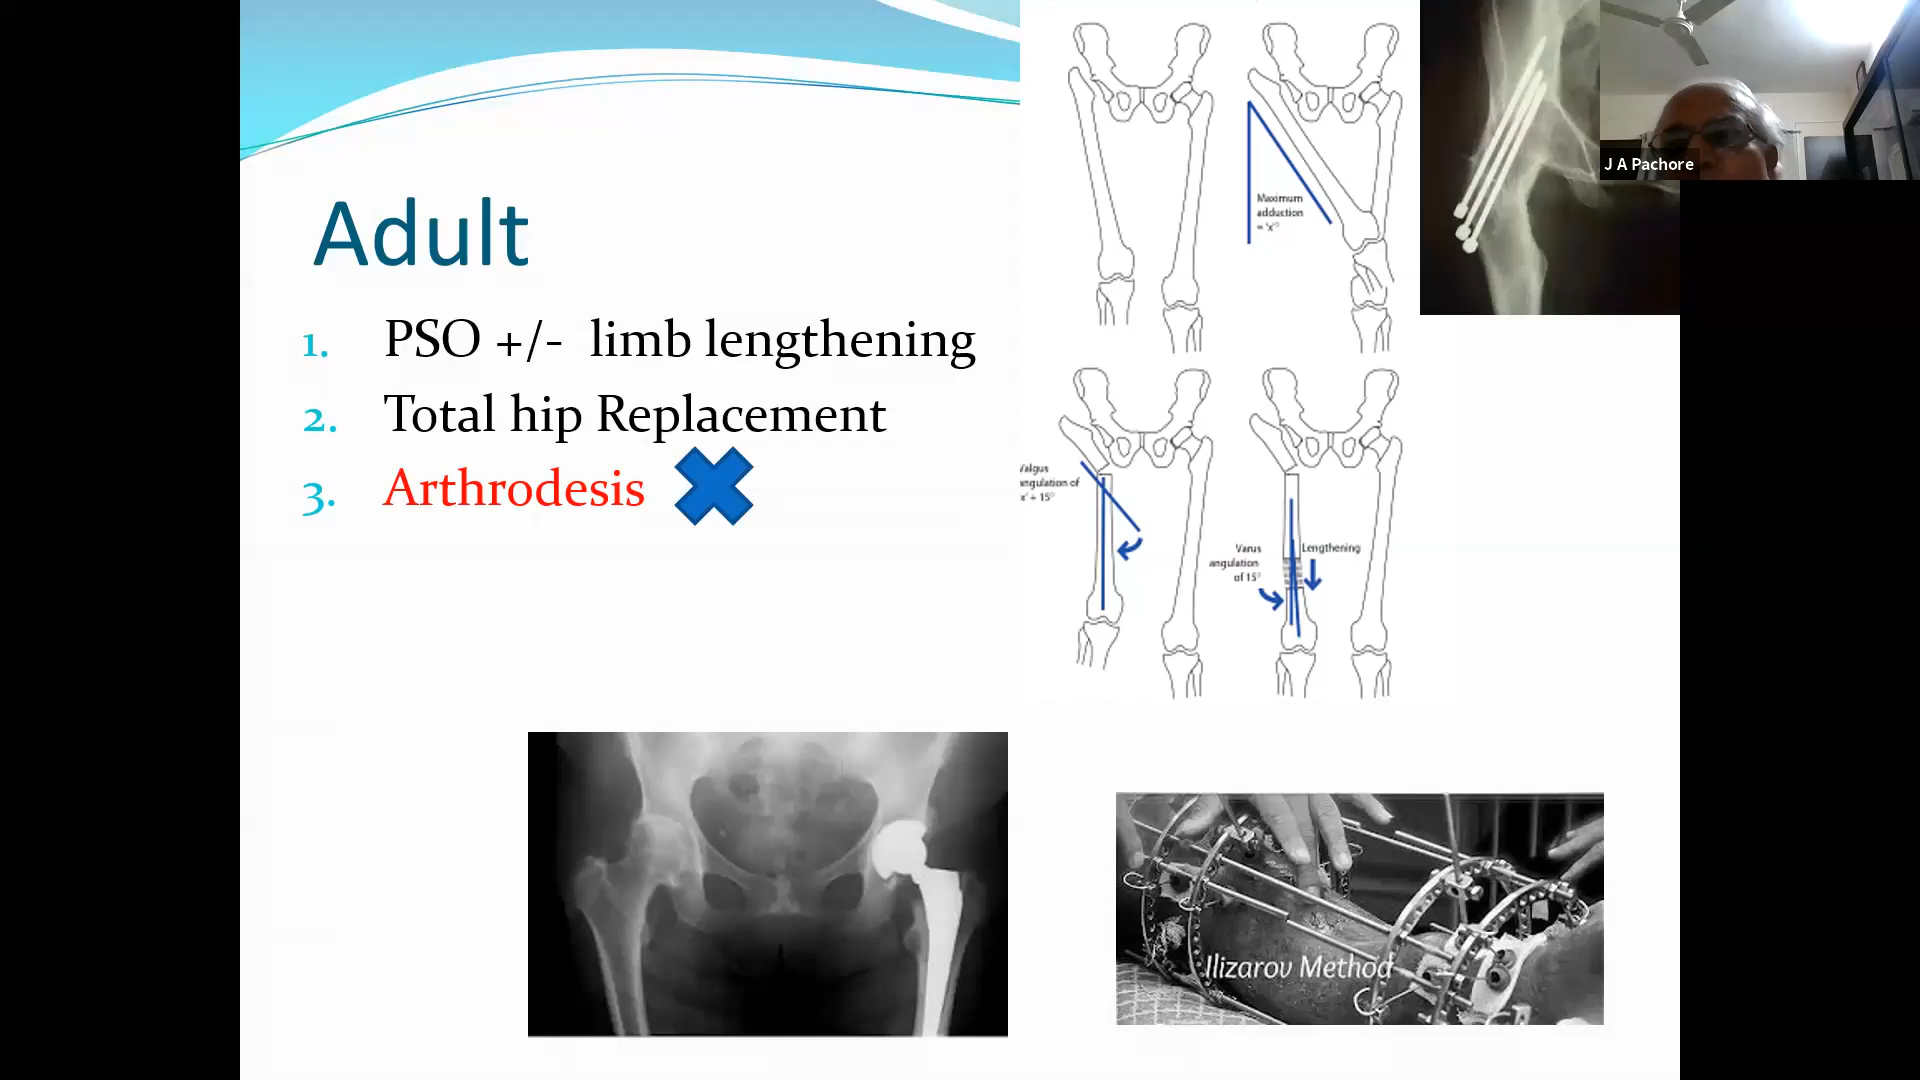 Adult
1. PSO +/- limb lengthening
2. Total hip Replacement
3. Arthrodesis
Maximum
adduction
= 'x'°
Valgus
angulation of
x' + 15°
Varus
angulation
of 15°
Lengthening
J A Pachore
Ilizarov Method